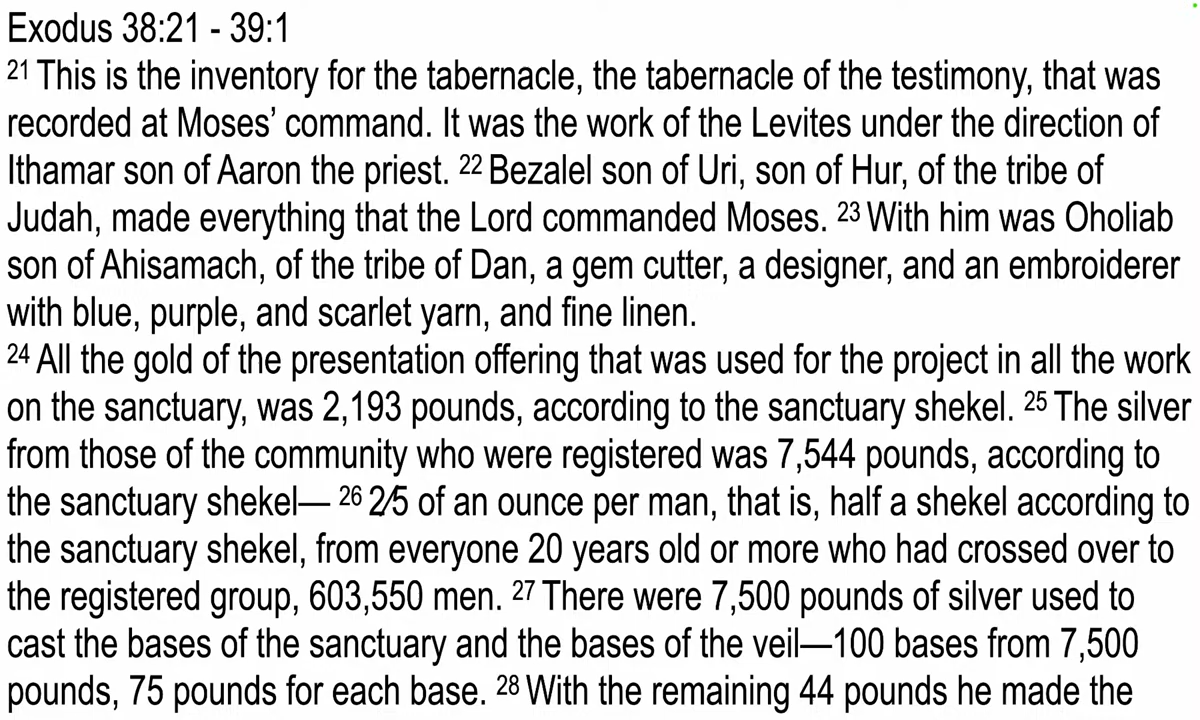 Exodus 38:21 - 39:1
21 This is the inventory for the tabernacle, the tabernacle of the testimony, that was
recorded at Moses’ command. It was the work of the Levites under the direction of
Ithamar son of Aaron the priest. 22 Bezalel son of Uri, son of Hur, of the tribe of
Judah, made everything that the Lord commanded Moses. 23 With him was Oholiab
son of Ahisamach, of the tribe of Dan, a gem cutter, a designer, and an embroiderer
with blue, purple, and scarlet yarn, and fine linen.
24 All the gold of the presentation offering that was used for the project in all the work
on the sanctuary, was 2,193 pounds, according to the sanctuary shekel. 25 The silver
from those of the community who were registered was 7,544 pounds, according to
the sanctuary shekel— 26 2⁄5 of an ounce per man, that is, half a shekel according to
the sanctuary shekel, from everyone 20 years old or more who had crossed over to
the registered group, 603,550 men. 27 There were 7,500 pounds of silver used to
cast the bases of the sanctuary and the bases of the veil—100 bases from 7,500
pounds, 75 pounds for each base. 28 With the remaining 44 pounds he made the